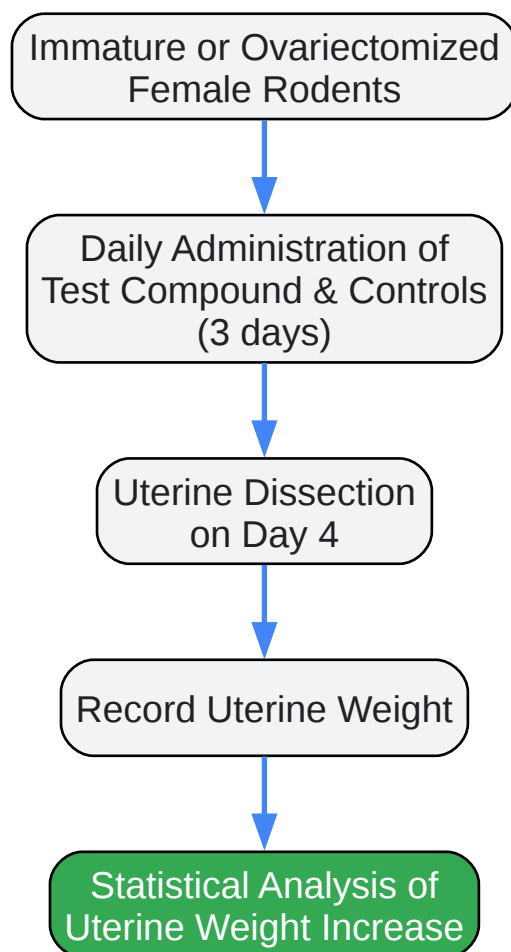 Immature or Ovariectomized
Female Rodents
Daily Administration of
Test Compound & Controls
(3 days)
Uterine Dissection
on Day 4
Record Uterine Weight
Statistical Analysis of
Uterine Weight Increase